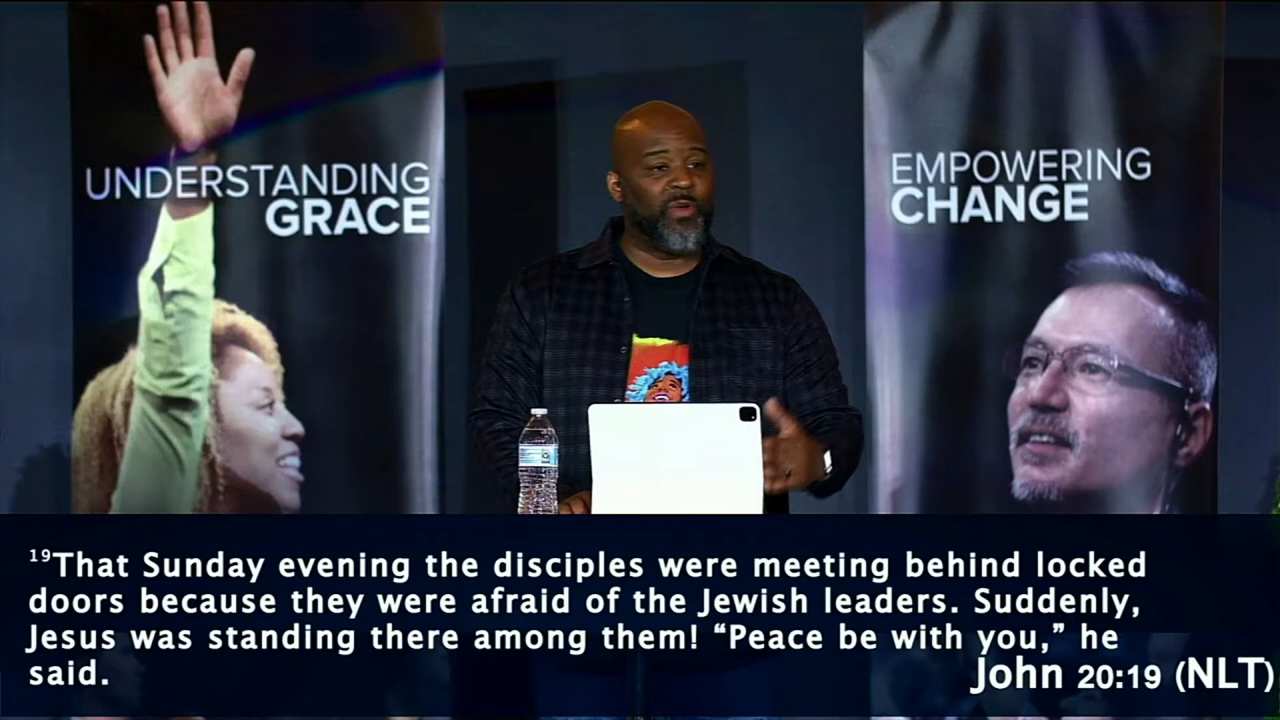 UNDERSTANDING
GRACE
EMPOWERING
CHANGE
¹⁹That Sunday evening the disciples were meeting behind locked
doors because they were afraid of the Jewish leaders. Suddenly,
Jesus was standing there among them! “Peace be with you,” he
said.
John 20:19 (NLT)